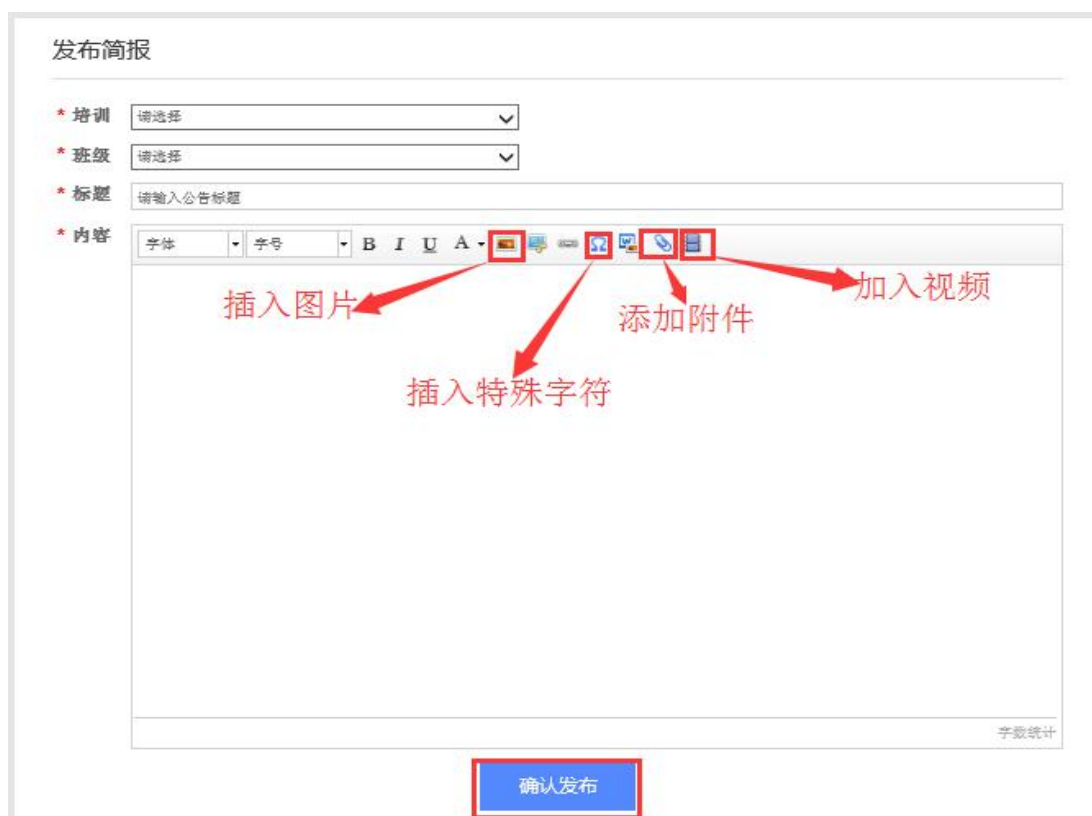 发布简报
* 培训 请选择
* 班级 请选择
* 标题 请输入公告标题
* 内容 字体 字号 B I U A Ω W
插入图片
加入视频
添加附件
插入特殊字符
字数统计
确认发布